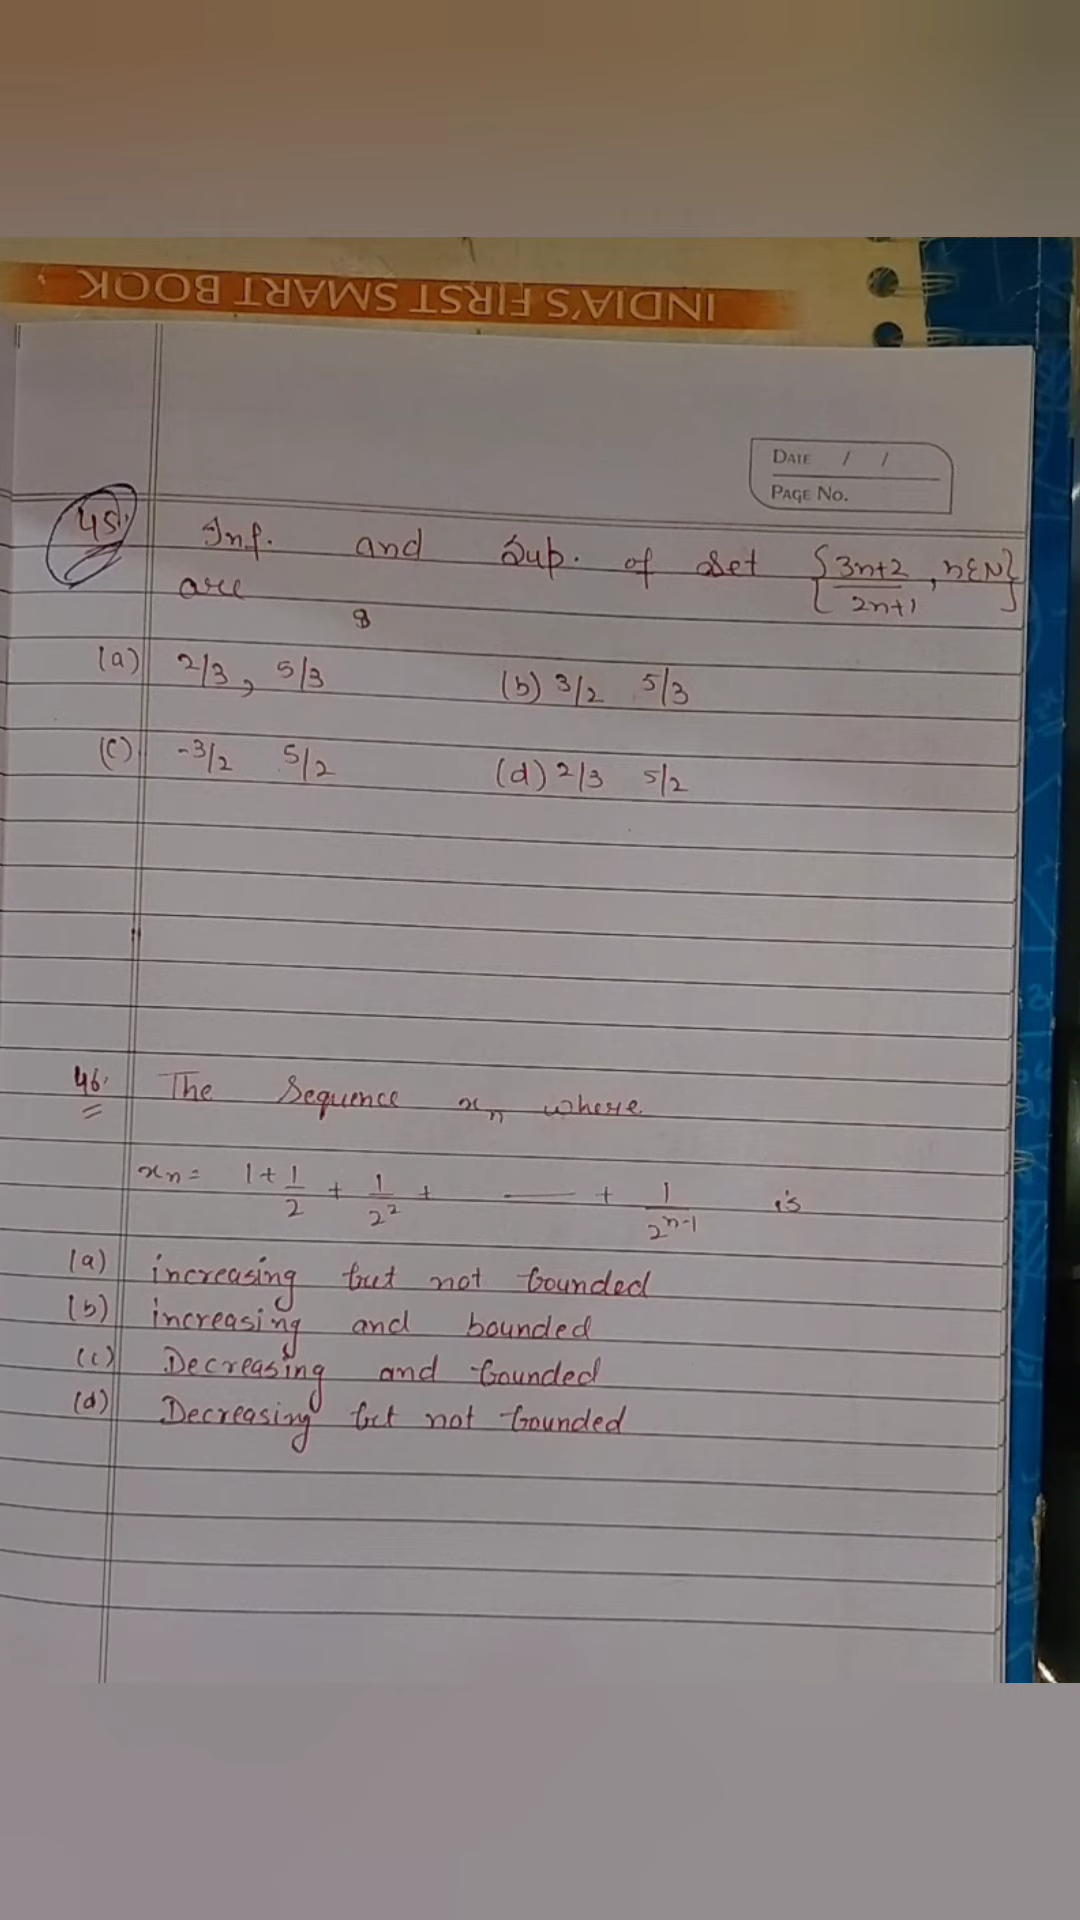 INDIA'S FIRST SMART BOOK
DATE / /
PAGE No.
45. Inf. and Sup. of set {3n+2/2n+1, n∈N}
are
(a) 2/3, 5/3 (b) 3/2 5/3
(c) -3/2 5/2 (d) 2/3 5/2
46. The Sequence xn where
xn = 1 + 1/2 + 1/2² + —— + 1/2ⁿ⁻¹ is
(a) increasing but not bounded
(b) increasing and bounded
(c) Decreasing and bounded
(d) Decreasing but not bounded